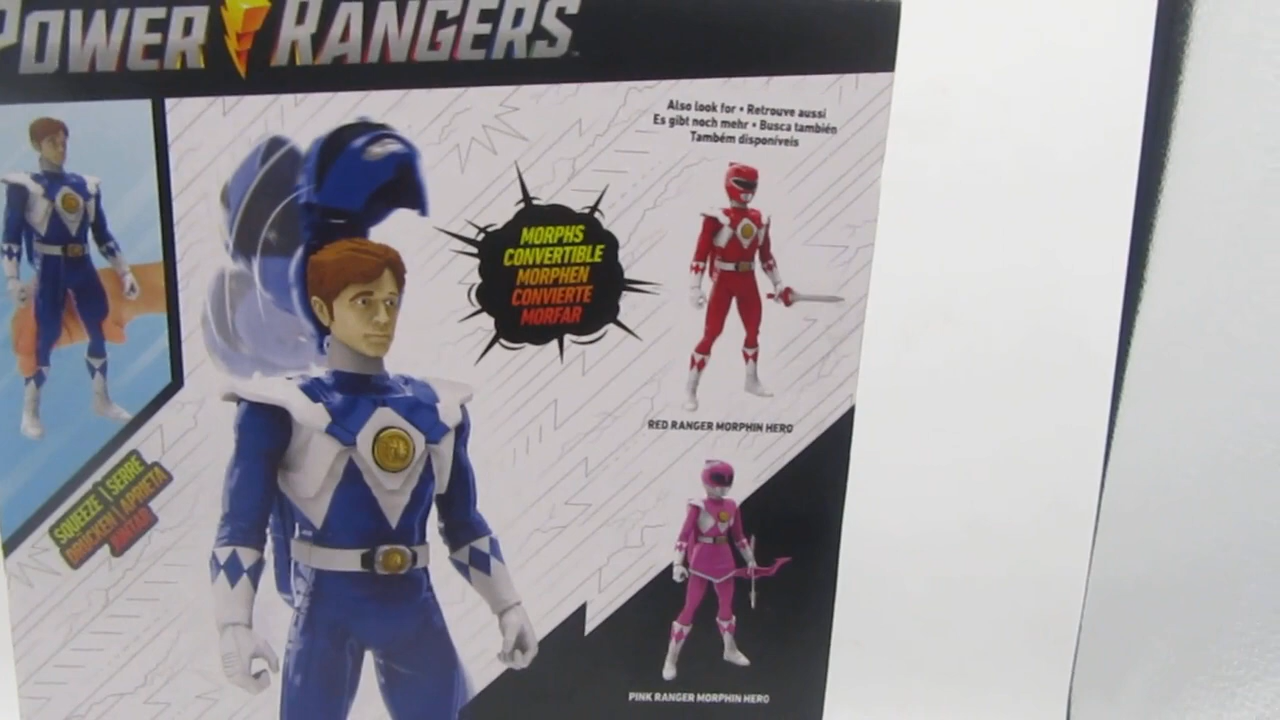 POWER RANGERS
Also look for • Retrouve aussi
Es gibt noch mehr • Busca también
Também disponíveis
MORPHS
CONVERTIBLE
MORPHEN
CONVIERTE
MORFAR
RED RANGER MORPHIN HERO
SQUEEZE | SERRE
DRÜCKEN | APRIETA
APERTAR
PINK RANGER MORPHIN HERO